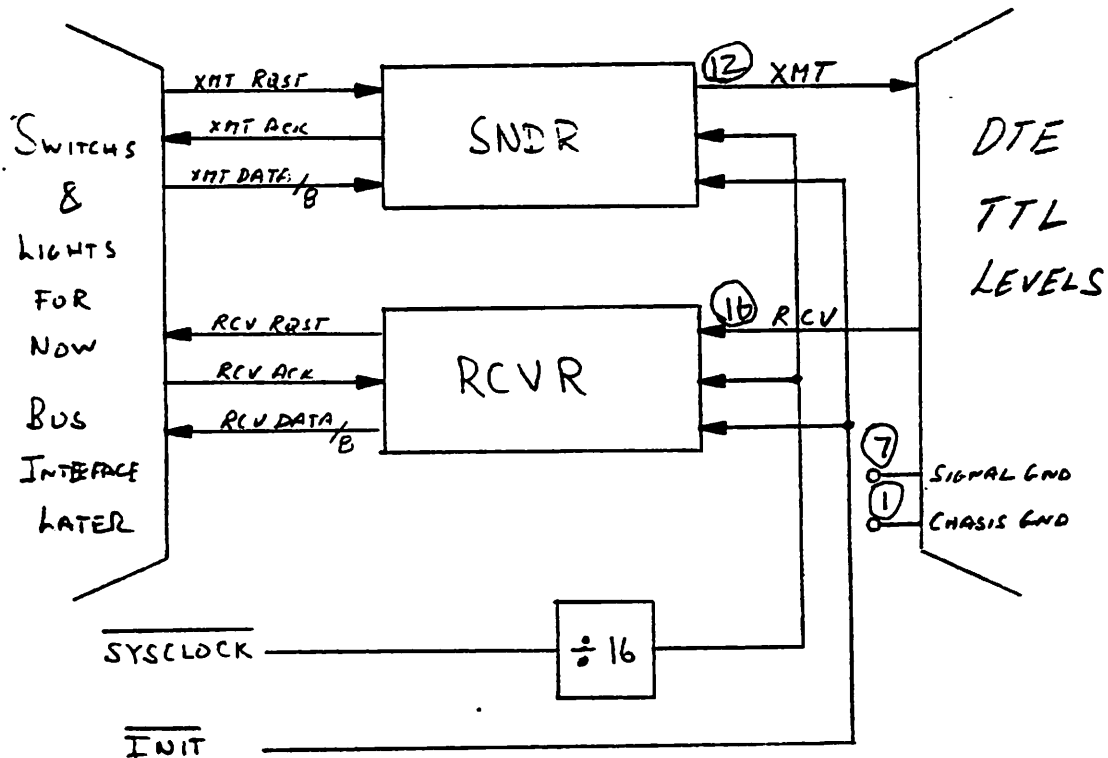 SWITCHS
&
LIGHTS
FOR
NOW
BUS
INTERFACE
LATER
XMT RQST
XMT ACK
XMT DATA /8
SNDR
12 XMT
RCV RQST
RCV ACK
RCV DATA /8
RCVR
16 RCV
DTE
TTL
LEVELS
7 SIGNAL GND
1 CHASIS GND
SYSCLOCK
÷ 16
INIT